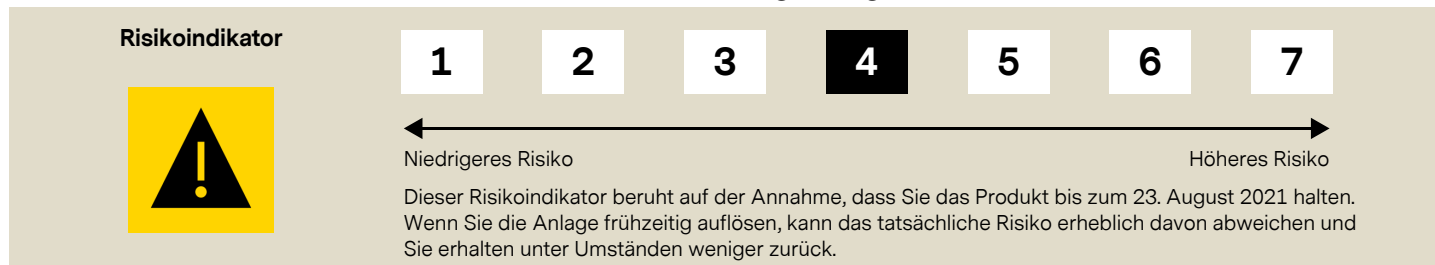 Risikoindikator
1 2 3 4 5 6 7
Niedrigeres Risiko Höheres Risiko
Dieser Risikoindikator beruht auf der Annahme, dass Sie das Produkt bis zum 23. August 2021 halten.
Wenn Sie die Anlage frühzeitig auflösen, kann das tatsächliche Risiko erheblich davon abweichen und
Sie erhalten unter Umständen weniger zurück.